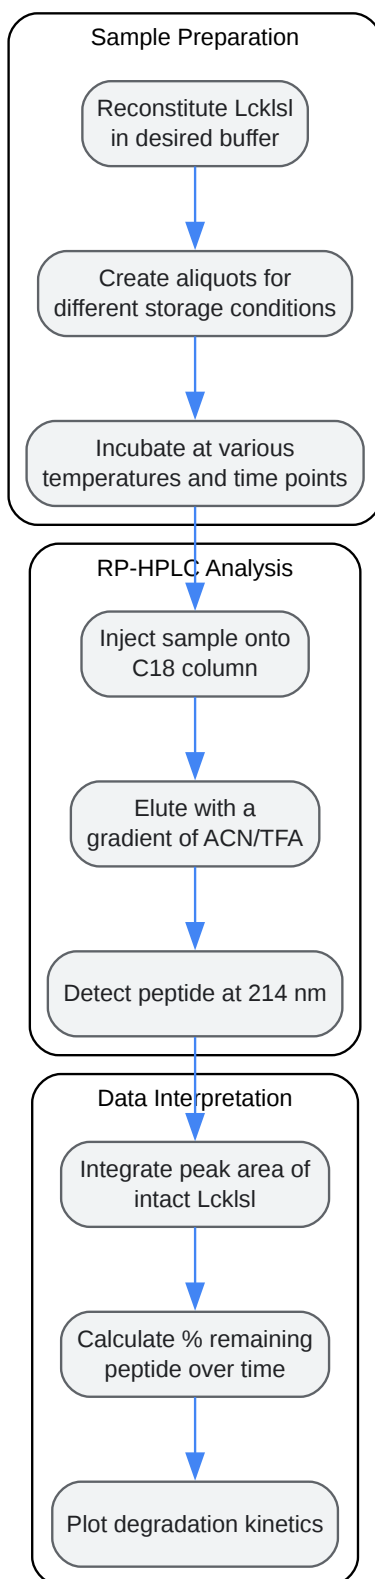 Sample Preparation
Reconstitute Lcklsl
in desired buffer
Create aliquots for
different storage conditions
Incubate at various
temperatures and time points
RP-HPLC Analysis
Inject sample onto
C18 column
Elute with a
gradient of ACN/TFA
Detect peptide at 214 nm
Data Interpretation
Integrate peak area of
intact Lcklsl
Calculate % remaining
peptide over time
Plot degradation kinetics